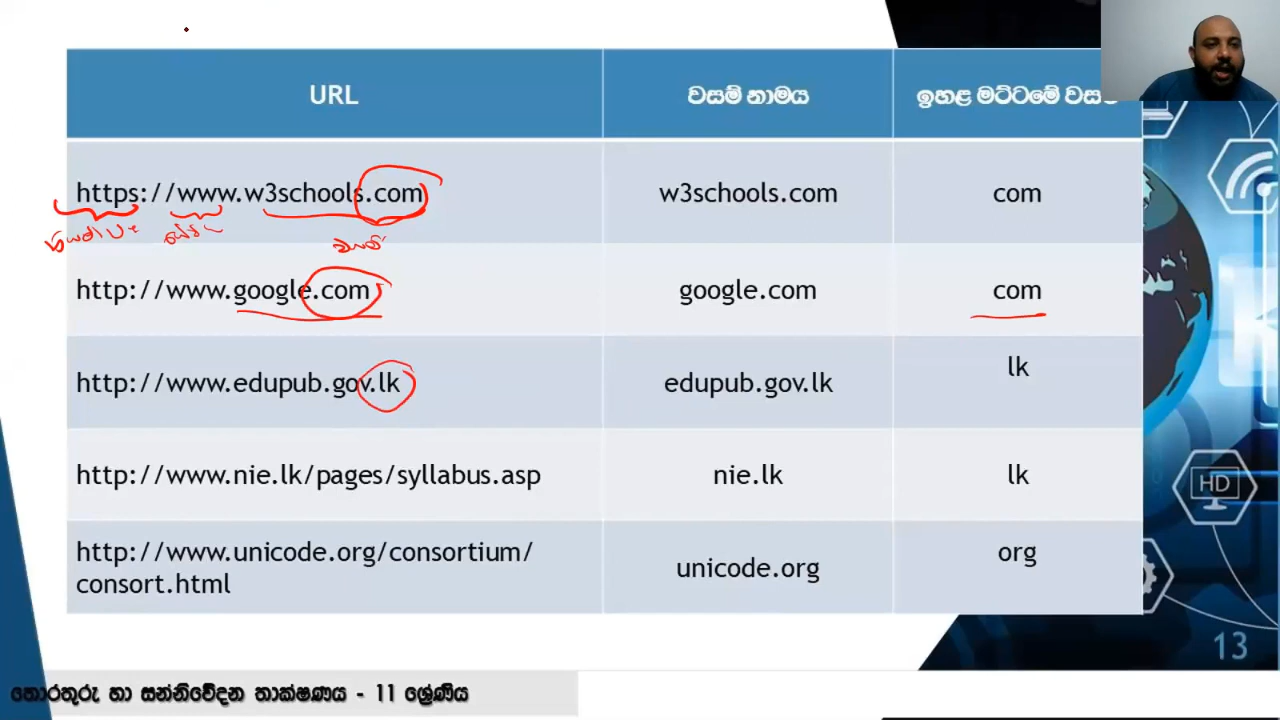 URL වසම් නාමය ඉහළ මට්ටමේ
https://www.w3schools.com w3schools.com com
http://www.google.com google.com com
http://www.edupub.gov.lk edupub.gov.lk lk
http://www.nie.lk/pages/syllabus.asp nie.lk lk
http://www.unicode.org/consortium/
consort.html unicode.org org
HD
13
තොරතුරු හා සන්නිවේදන තාක්ෂණය - 11 ශ්‍රේණිය